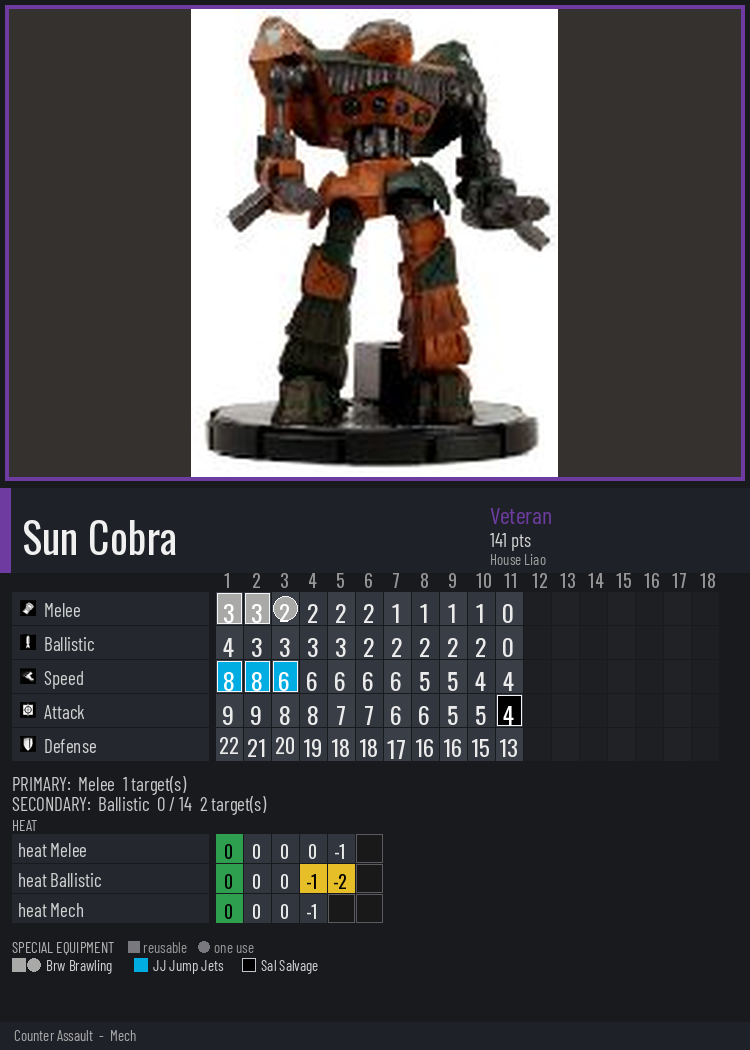 Sun Cobra
Veteran
141 pts
House Liao
1 2 3 4 5 6 7 8 9 10 11 12 13 14 15 16 17 18
Melee 3 3 2 2 2 2 1 1 1 1 0
Ballistic 4 3 3 3 3 2 2 2 2 2 0
Speed 8 8 6 6 6 6 6 5 5 4 4
Attack 9 9 8 8 7 7 6 6 5 5 4
Defense 22 21 20 19 18 18 17 16 16 15 13
PRIMARY: Melee 1 target(s)
SECONDARY: Ballistic 0 / 14 2 target(s)
HEAT
heat Melee 0 0 0 0 -1
heat Ballistic 0 0 0 -1 -2
heat Mech 0 0 0 -1
SPECIAL EQUIPMENT reusable one use
Brw Brawling JJ Jump Jets Sal Salvage
Counter Assault - Mech